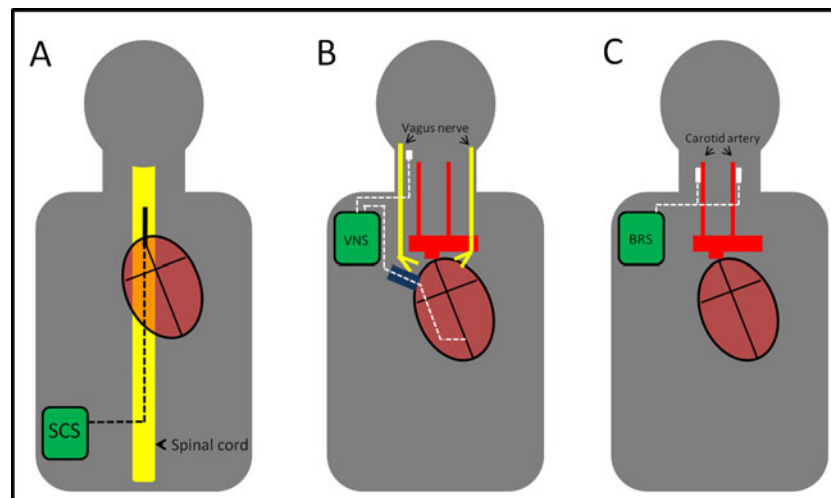 A
B
C
Vagus nerve
Carotid artery
VNS
BRS
SCS
Spinal cord